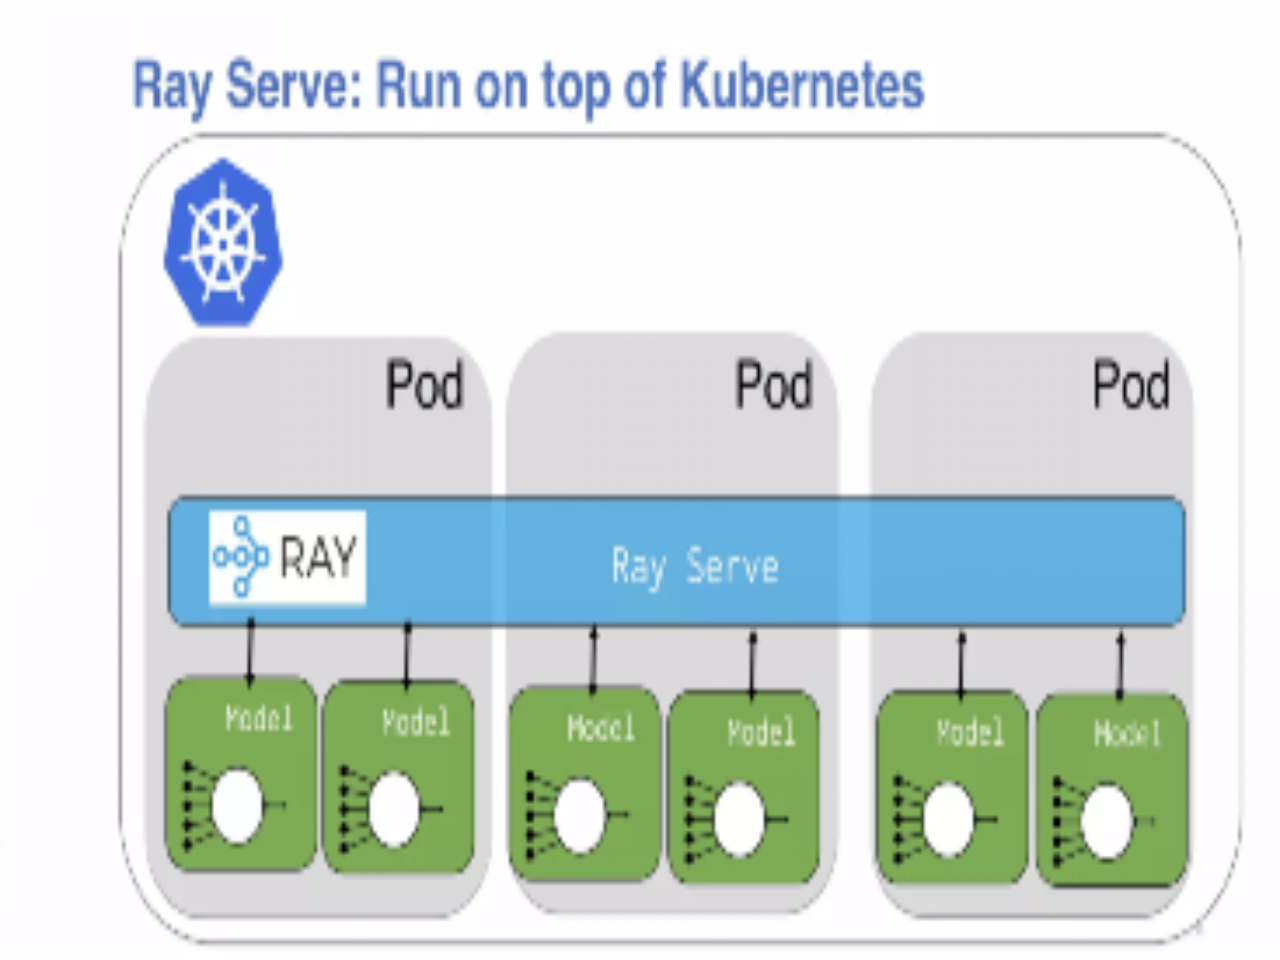 Ray Serve: Run on top of Kubernetes
Pod Pod Pod
RAY Ray Serve
Model Model Model Model Model Model